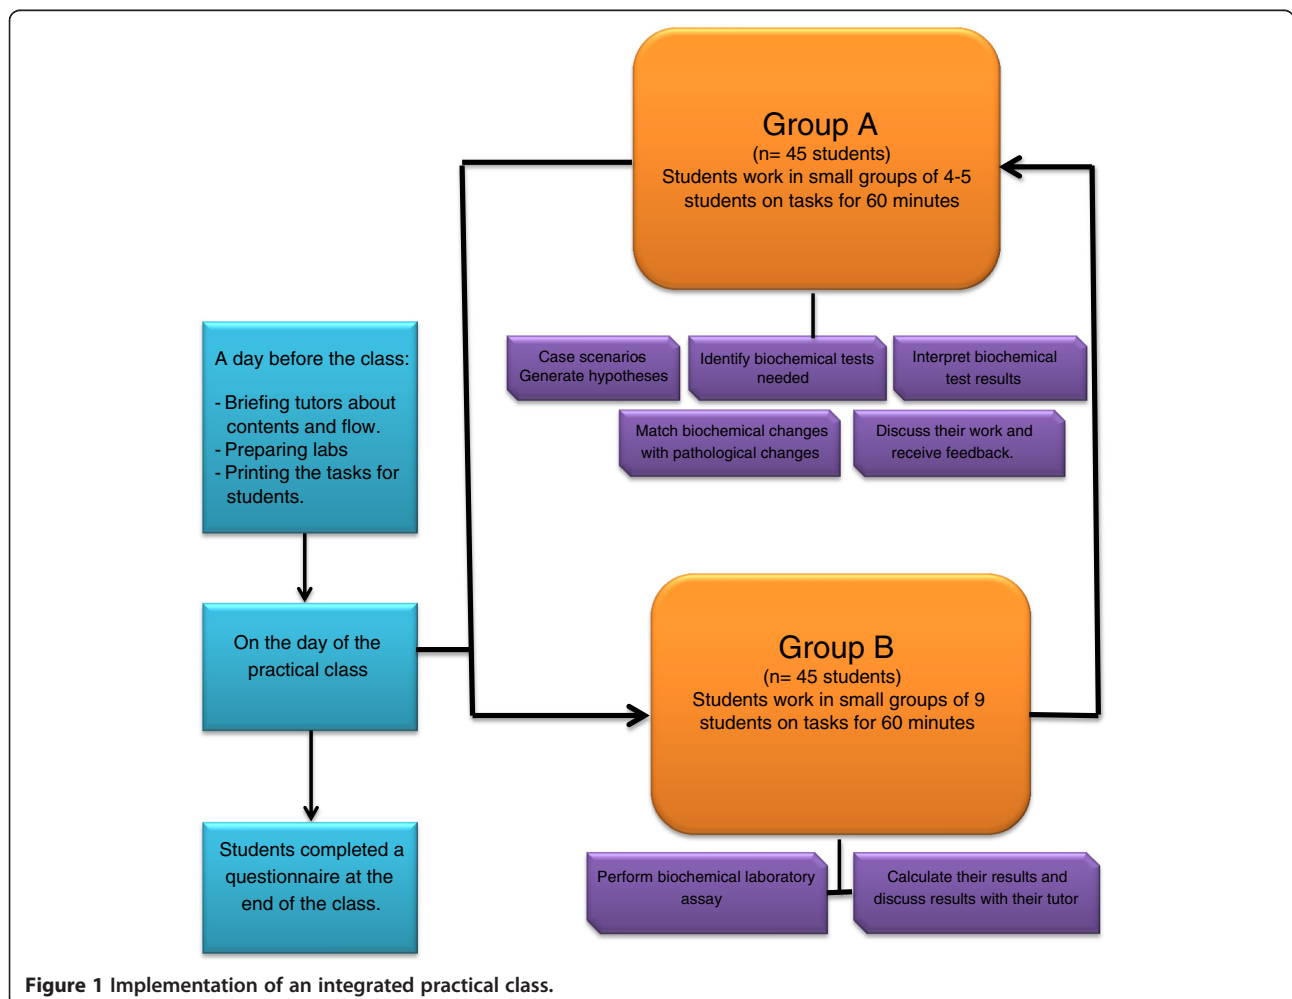 Group A
(n= 45 students)
Students work in small groups of 4-5
students on tasks for 60 minutes
A day before the class:
- Briefing tutors about
contents and flow.
- Preparing labs
- Printing the tasks for
students.
Case scenarios
Generate hypotheses
Identify biochemical tests
needed
Interpret biochemical
test results
Match biochemical changes
with pathological changes
Discuss their work and
receive feedback.
On the day of the
practical class
Group B
(n= 45 students)
Students work in small groups of 9
students on tasks for 60 minutes
Students completed a
questionnaire at the
end of the class.
Perform biochemical laboratory
assay
Calculate their results and
discuss results with their tutor
Figure 1 Implementation of an integrated practical class.